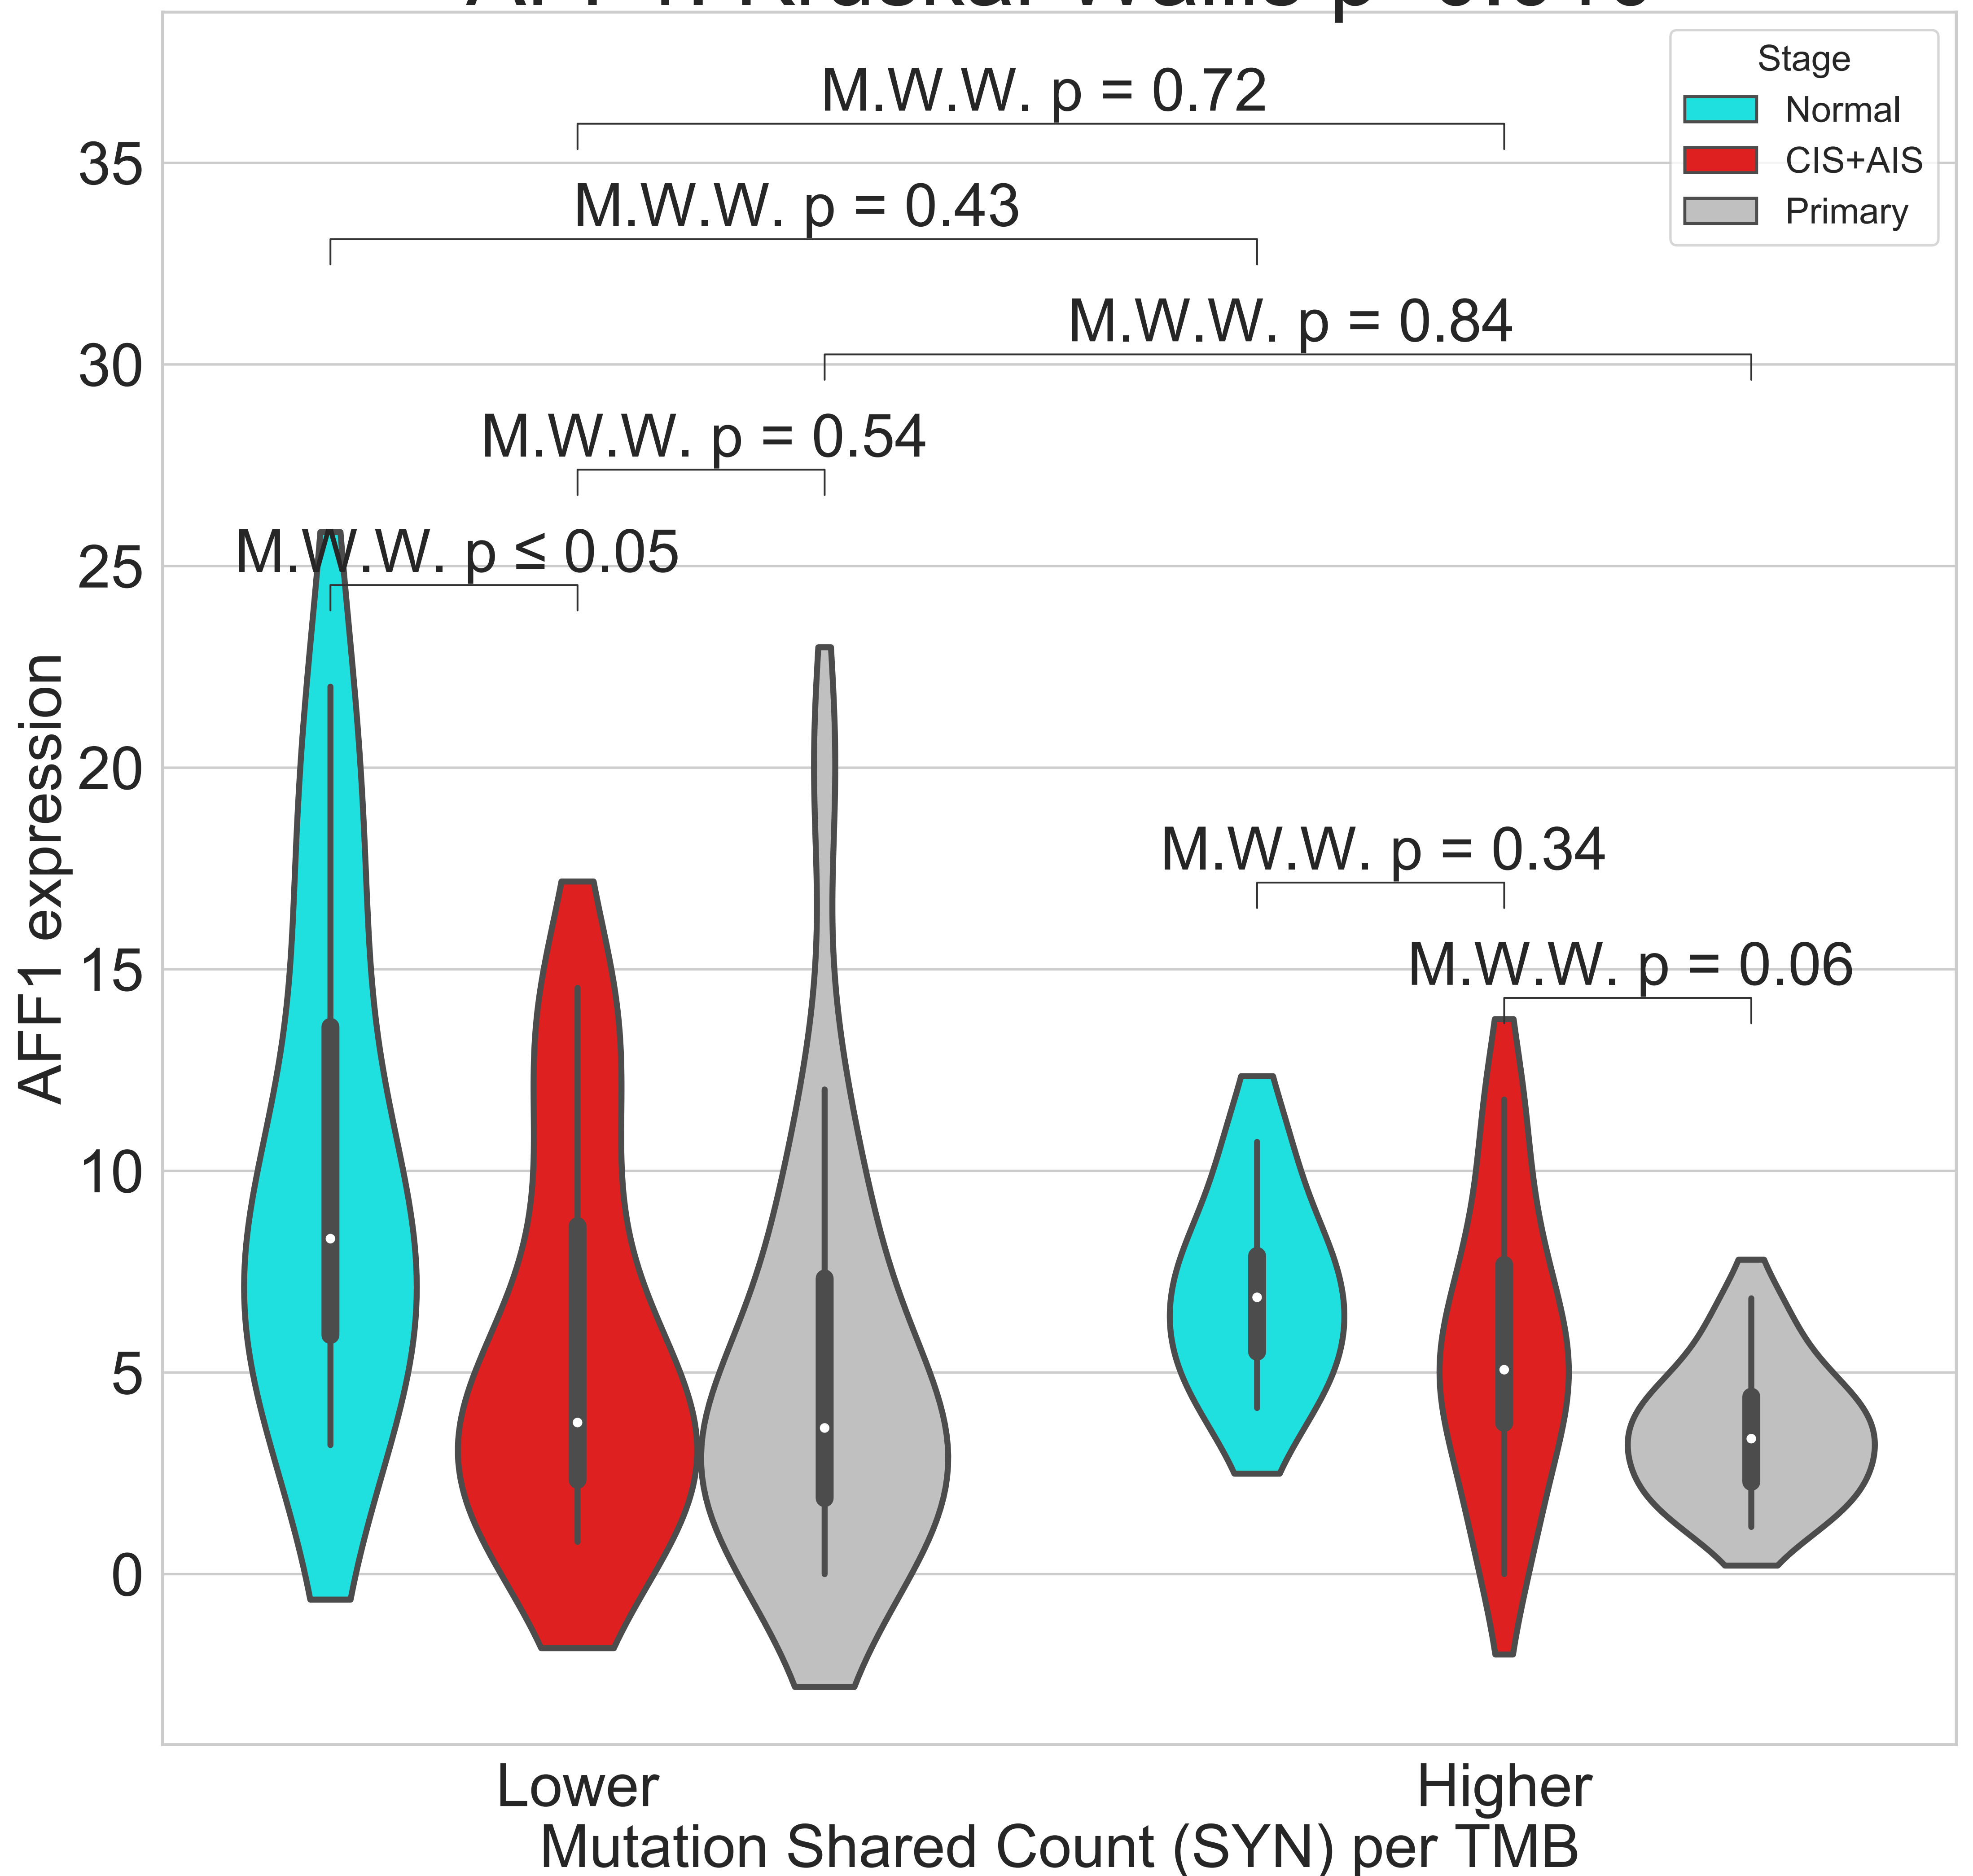 Stage
Normal
CIS+AIS
Primary
M.W.W. p = 0.72
M.W.W. p = 0.43
M.W.W. p = 0.84
M.W.W. p = 0.54
M.W.W. p ≤ 0.05
M.W.W. p = 0.34
M.W.W. p = 0.06
35
30
25
20
15
10
5
0
AFF1 expression
Lower
Higher
Mutation Shared Count (SYN) per TMB